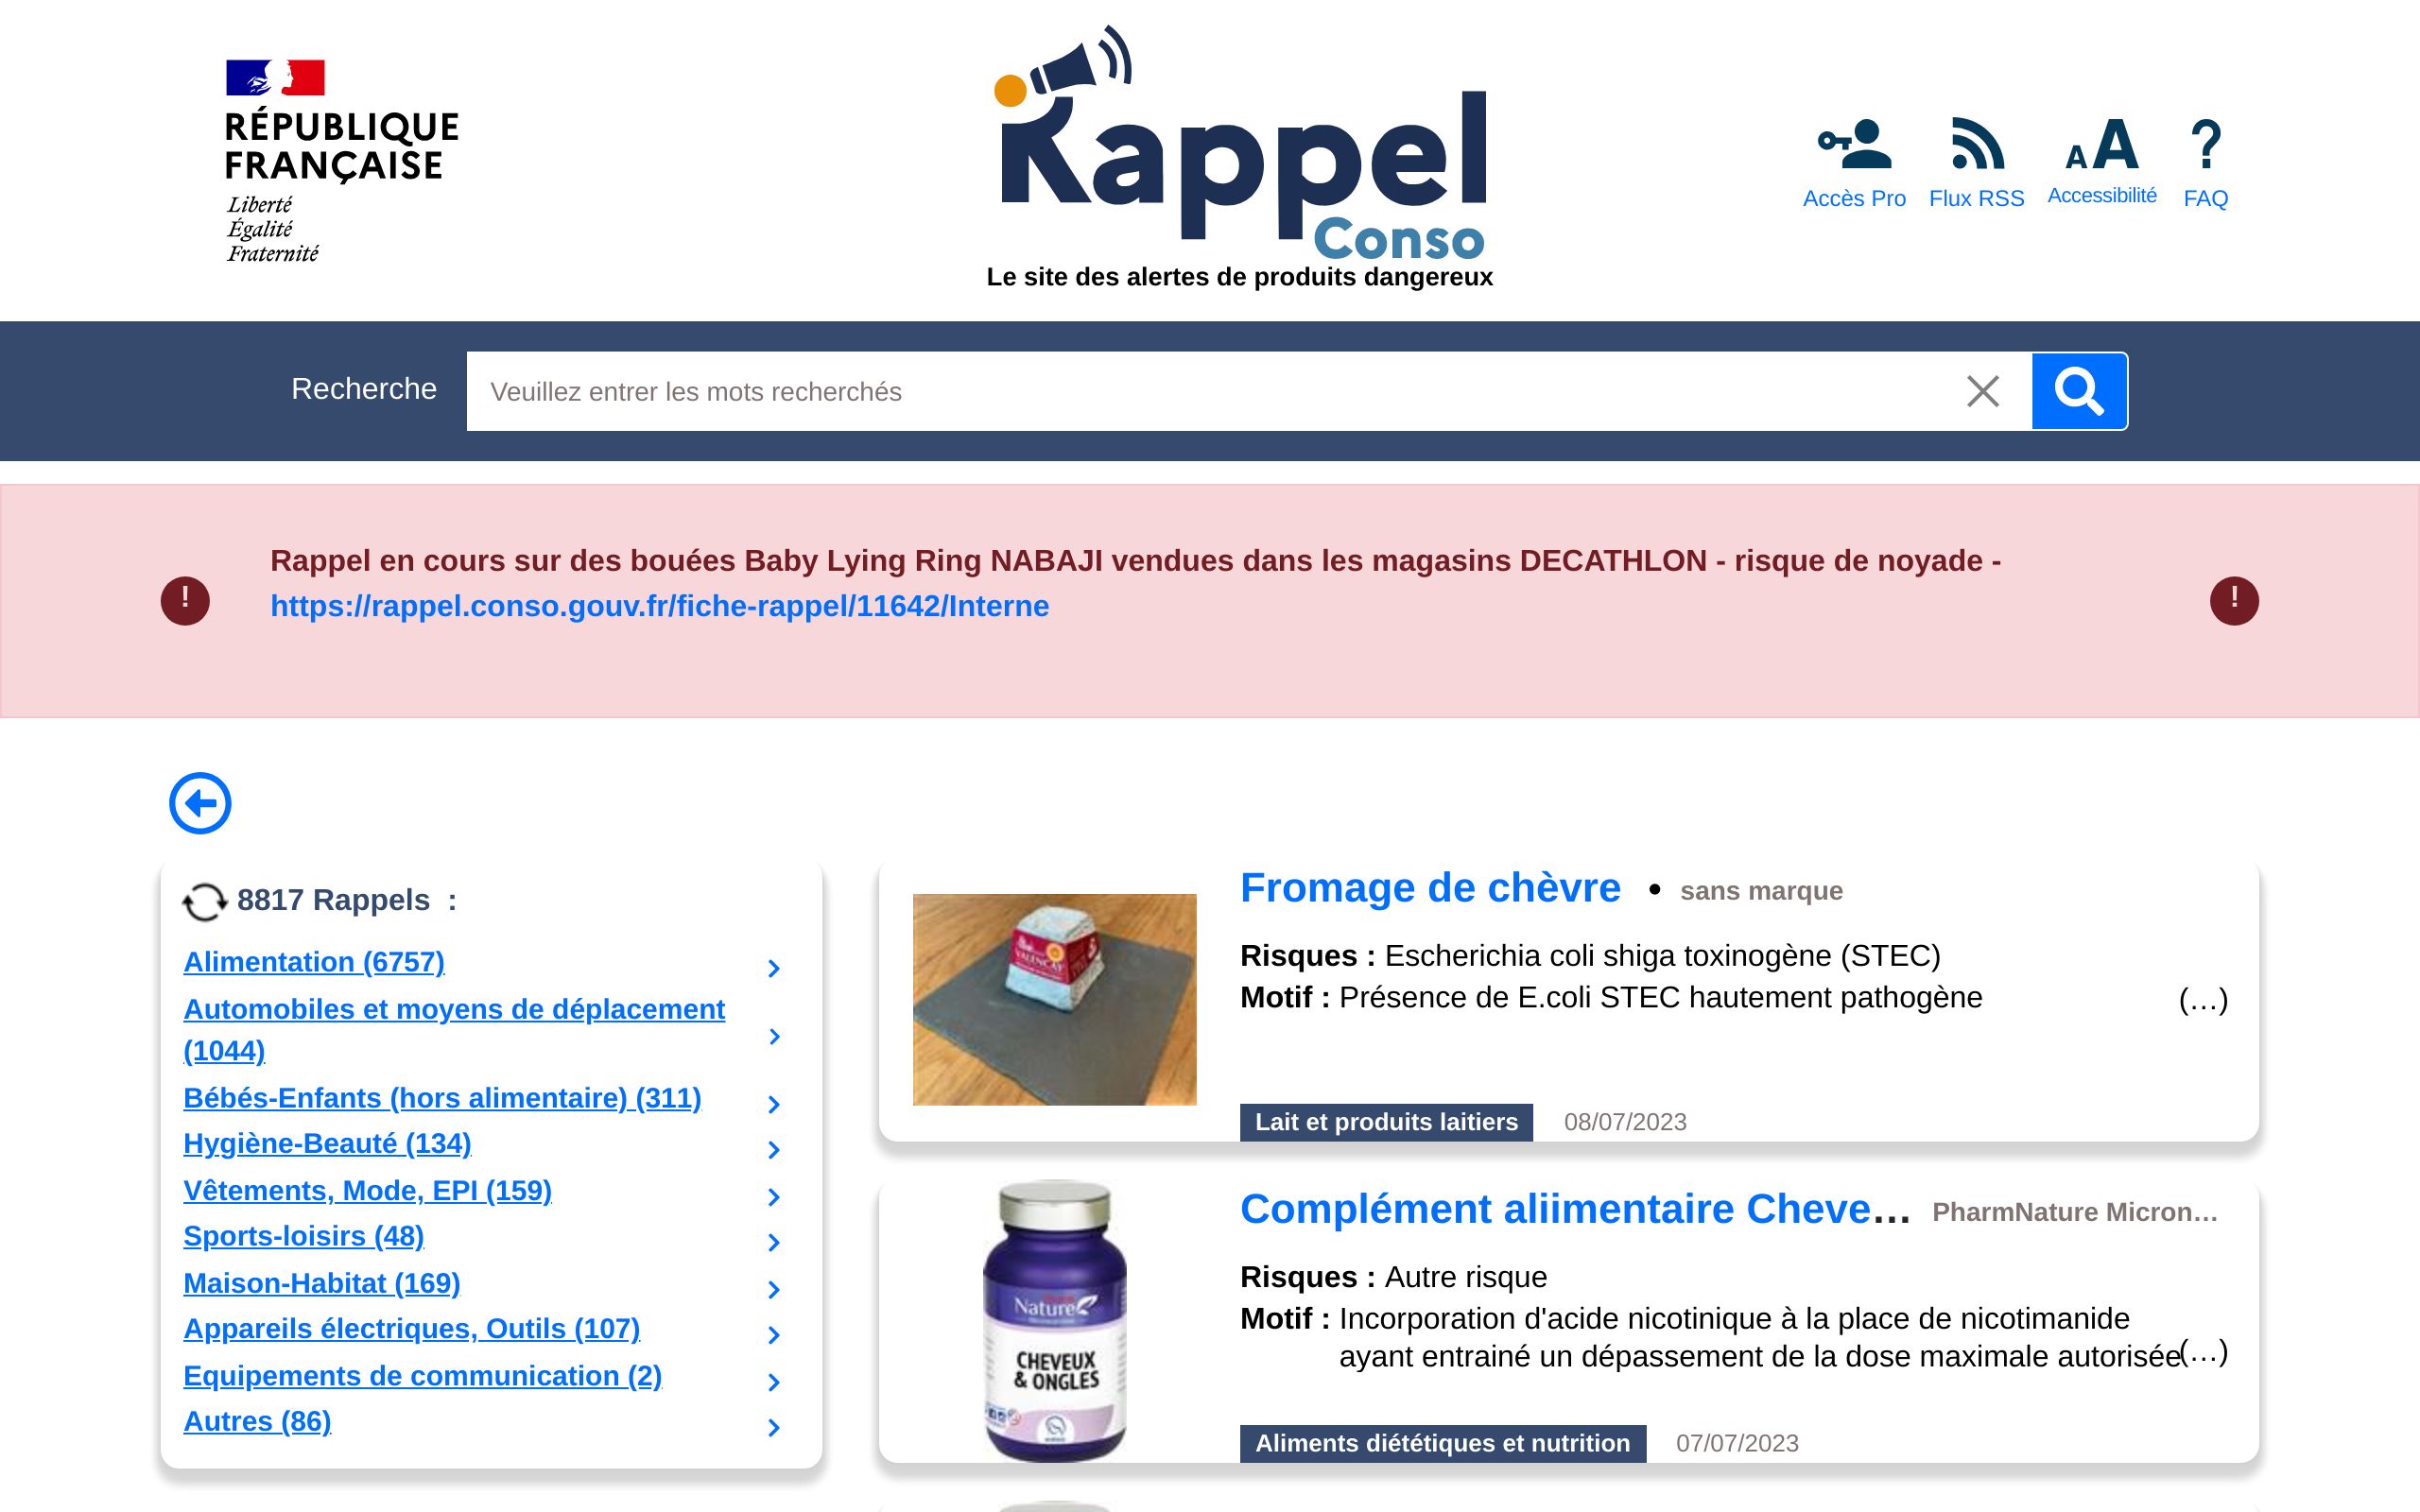 RÉPUBLIQUE
FRANÇAISE
Liberté
Égalité
Fraternité
Rappel
Conso
Le site des alertes de produits dangereux
Accès Pro
Flux RSS
AA
Accessibilité
?
FAQ
Recherche
Veuillez entrer les mots recherchés
Rappel en cours sur des bouées Baby Lying Ring NABAJI vendues dans les magasins DECATHLON - risque de noyade -
https://rappel.conso.gouv.fr/fiche-rappel/11642/Interne
!
!
8817 Rappels :
Alimentation (6757)
Automobiles et moyens de déplacement
(1044)
Bébés-Enfants (hors alimentaire) (311)
Hygiène-Beauté (134)
Vêtements, Mode, EPI (159)
Sports-loisirs (48)
Maison-Habitat (169)
Appareils électriques, Outils (107)
Equipements de communication (2)
Autres (86)
VALENÇAY
Fromage de chèvre • sans marque
Risques : Escherichia coli shiga toxinogène (STEC)
Motif : Présence de E.coli STEC hautement pathogène (…)
Lait et produits laitiers 08/07/2023
Nature
CHEVEUX
& ONGLES
Complément aliimentaire Cheve… PharmNature Micron…
Risques : Autre risque
Motif : Incorporation d'acide nicotinique à la place de nicotimanide
ayant entrainé un dépassement de la dose maximale autorisée (…)
Aliments diététiques et nutrition 07/07/2023